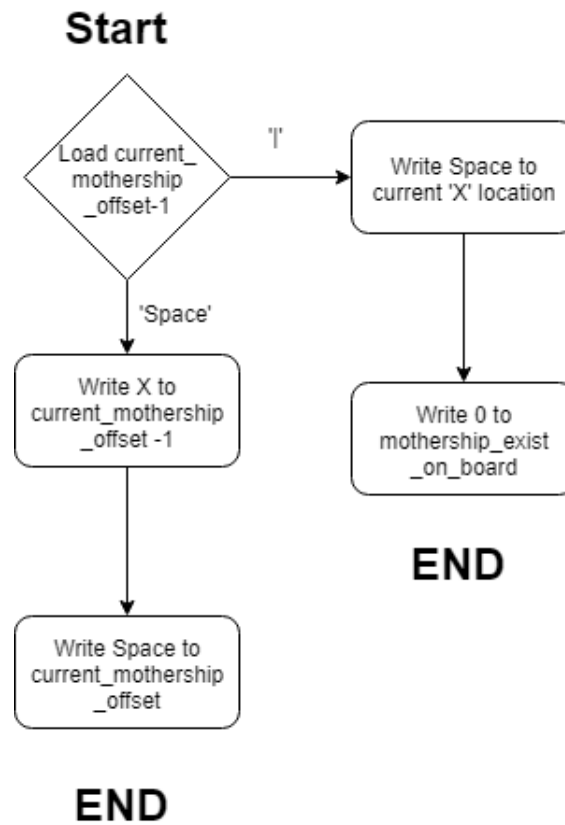 Start
Load current_
mothership
_offset-1
'|'
Write Space to
current 'X' location
'Space'
Write X to
current_mothership
_offset -1
Write 0 to
mothership_exist
_on_board
END
Write Space to
current_mothership
_offset
END